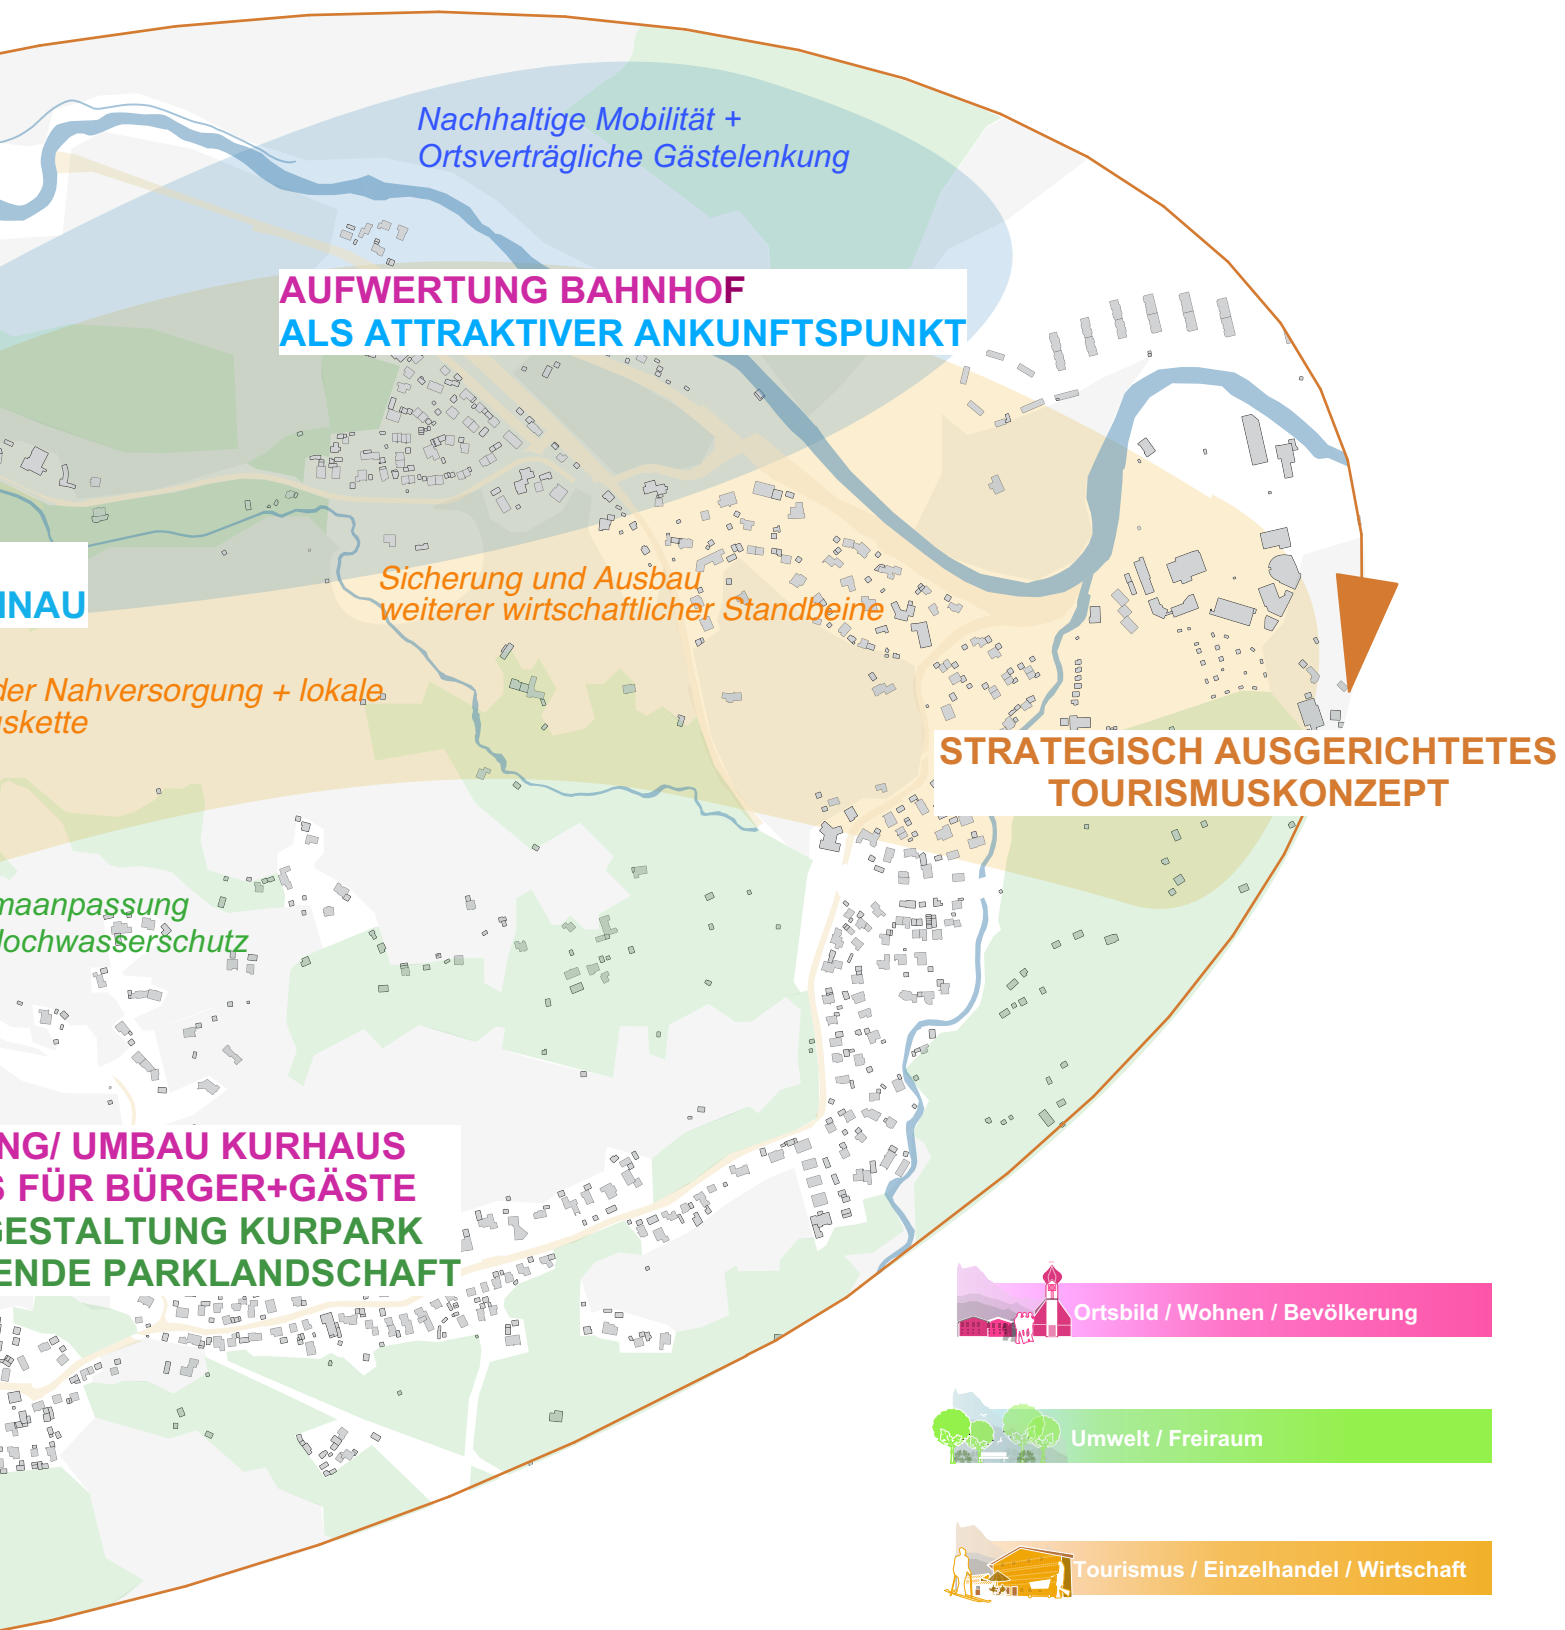 Nachhaltige Mobilität +
Ortsverträgliche Gästelenkung
AUFWERTUNG BAHNHOF
ALS ATTRAKTIVER ANKUNFTSPUNKT
Sicherung und Ausbau
weiterer wirtschaftlicher Standbeine
NNAU
der Nahversorgung + lokale
skette
STRATEGISCH AUSGERICHTETES
TOURISMUSKONZEPT
maanpassung
Hochwasserschutz
NG/ UMBAU KURHAUS
S FÜR BÜRGER+GÄSTE
GESTALTUNG KURPARK
ENDE PARKLANDSCHAFT
Ortsbild / Wohnen / Bevölkerung
Umwelt / Freiraum
Tourismus / Einzelhandel / Wirtschaft